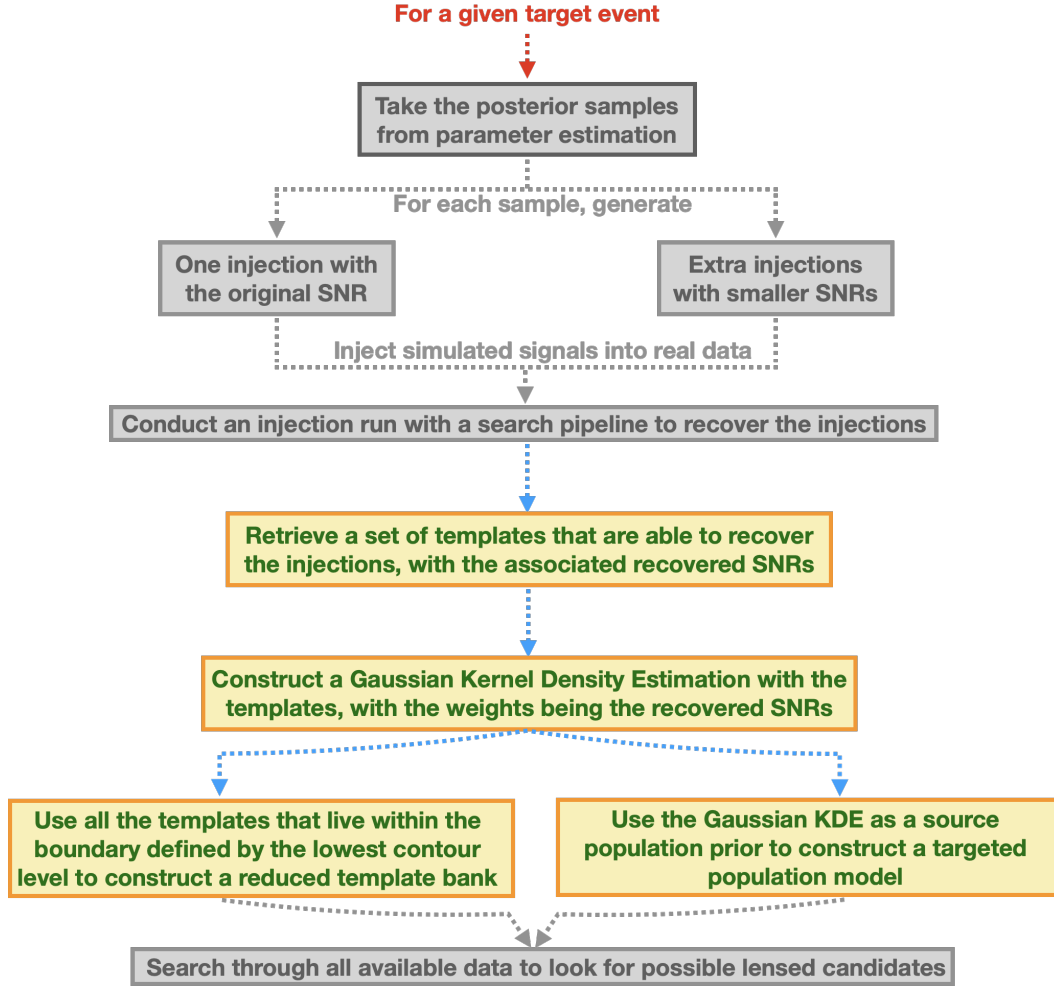 For a given target event
Take the posterior samples
from parameter estimation
For each sample, generate
One injection with
the original SNR
Extra injections
with smaller SNRs
Inject simulated signals into real data
Conduct an injection run with a search pipeline to recover the injections
Retrieve a set of templates that are able to recover
the injections, with the associated recovered SNRs
Construct a Gaussian Kernel Density Estimation with the
templates, with the weights being the recovered SNRs
Use all the templates that live within the
boundary defined by the lowest contour
level to construct a reduced template bank
Use the Gaussian KDE as a source
population prior to construct a targeted
population model
Search through all available data to look for possible lensed candidates